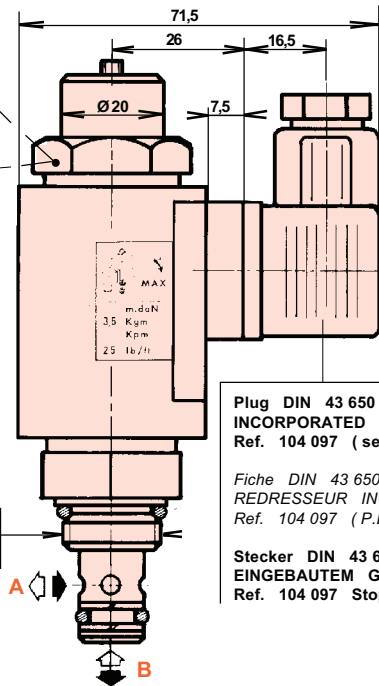 71,5
26
16,5
Ø 20
7,5
MAX
m.daN
3,5 Kgm
Kpm
25 lb/ft
Plug DIN 43 650
INCORPORATED
Ref. 104 097 ( se
Fiche DIN 43 650
REDRESSEUR IN
Ref. 104 097 ( P.
Stecker DIN 43 6
EINGEBAUTEM G
Ref. 104 097 Sto
A
B